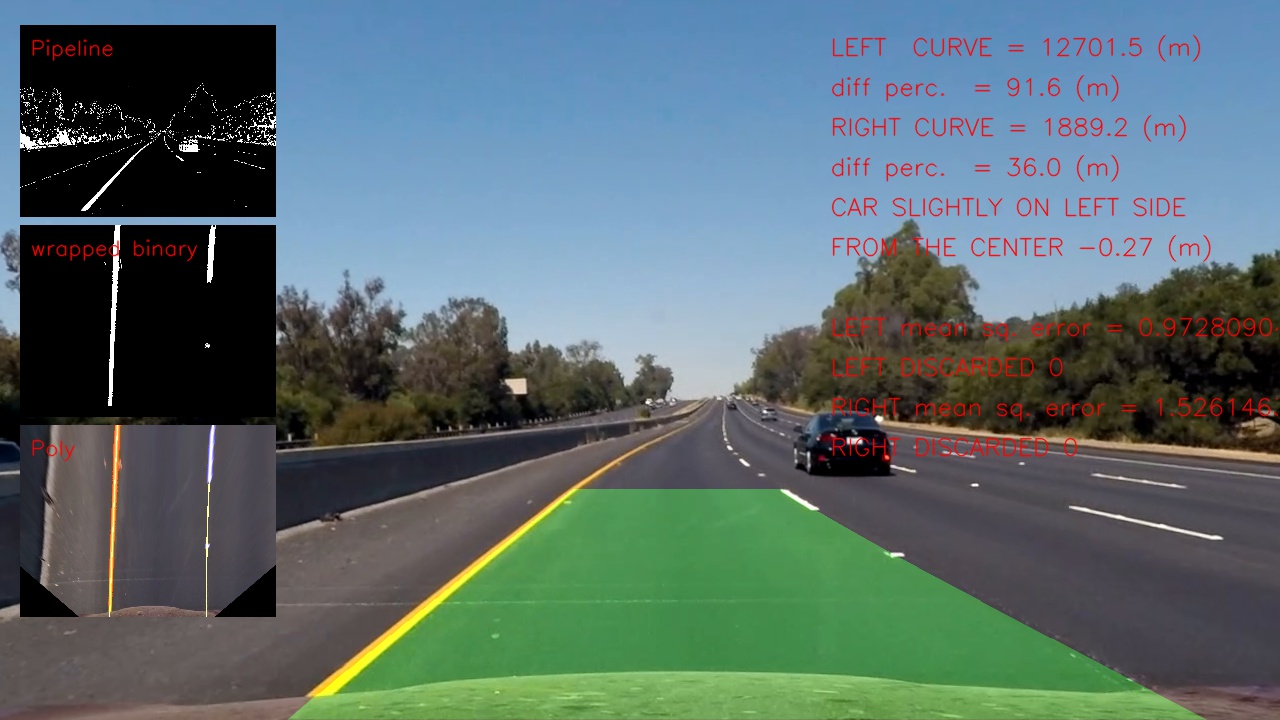 Pipeline
wrapped binary
Poly
LEFT CURVE = 12701.5 (m)
diff perc. = 91.6 (m)
RIGHT CURVE = 1889.2 (m)
diff perc. = 36.0 (m)
CAR SLIGHTLY ON LEFT SIDE
FROM THE CENTER -0.27 (m)
LEFT mean sq. error = 0.9728090
LEFT DISCARDED 0
RIGHT mean sq. error = 1.526146
RIGHT DISCARDED 0